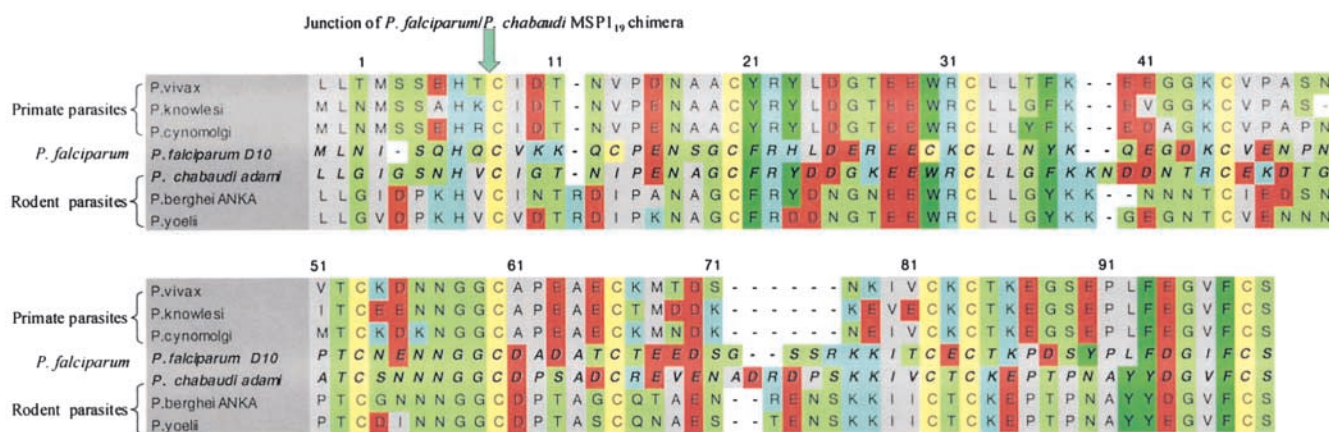 Junction of P. falciparum/P. chabaudi MSP1₁₉ chimera
1 11 21 31 41
Primate parasites
P.vivax L L T M S S E H T C I D T - N V P D N A A C Y R Y L D G T E E W R C L L T F K - - E E G G K C V P A S N
P.knowlesi M L N M S S A H K C I D T - N V P E N A A C Y R Y L D G T E E W R C L L G F K - - E V G G K C V P A S -
P.cynomolgi M L N M S S E H R C I D T - N V P E N A A C Y R Y L D G T E E W R C L L Y F K - - E D A G K C V P A P N
P. falciparum P.falciparum D10 M L N I - S Q H Q C V K K - Q C P E N S G C F R H L D E R E E C K C L L N Y K - - Q E G D K C V E N P N
Rodent parasites
P. chabaudi adami L L G I G S N H V C I G T - N I P E N A G C F R Y D D G K E E W R C L L G F K K N D D N T R C E K D T G
P.berghei ANKA L L G I D P K H V C I N T R D I P A N A G C F R Y D N G N E E W R C L L G Y K K - - N N N T C I E D S N
P.yoelii L L G V D P K H V C V D T R D I P K N A G C F R D D N G T E E W R C L L G Y K K - G E G N T C V E N N N
51 61 71 81 91
Primate parasites
P.vivax V T C K D N N G G C A P E A E C K M T D S - - - - - - N K I V C K C T K E G S E P L F E G V F C S
P.knowlesi I T C E E N N G G C A P E A E C T M D D K - - - - - - K E V E C K C T K E G S E P L F E G V F C S
P.cynomolgi M T C K D K N G G C A P E A E C K M N D K - - - - - - N E I V C K C T K E G S E P L F E G V F C S
P. falciparum P.falciparum D10 P T C N E N N G G C D A D A T C T E E D S G - - S S R K K I T C E C T K P D S Y P L F D G I F C S
Rodent parasites
P. chabaudi adami A T C S N N N G G C D P S A D C R E V E N A D R D P S K K I V C T C K E P T P N A Y Y D G V F C S
P.berghei ANKA P T C G N N N G G C D P T A G C Q T A E N - - R E N S K K I I C T C K E P T P N A Y Y D G V F C S
P.yoelii P T C D I N N G G C D P T A S C Q N A E S - - T E N S K K I I C T C K E P T P N A Y Y E G V F C S